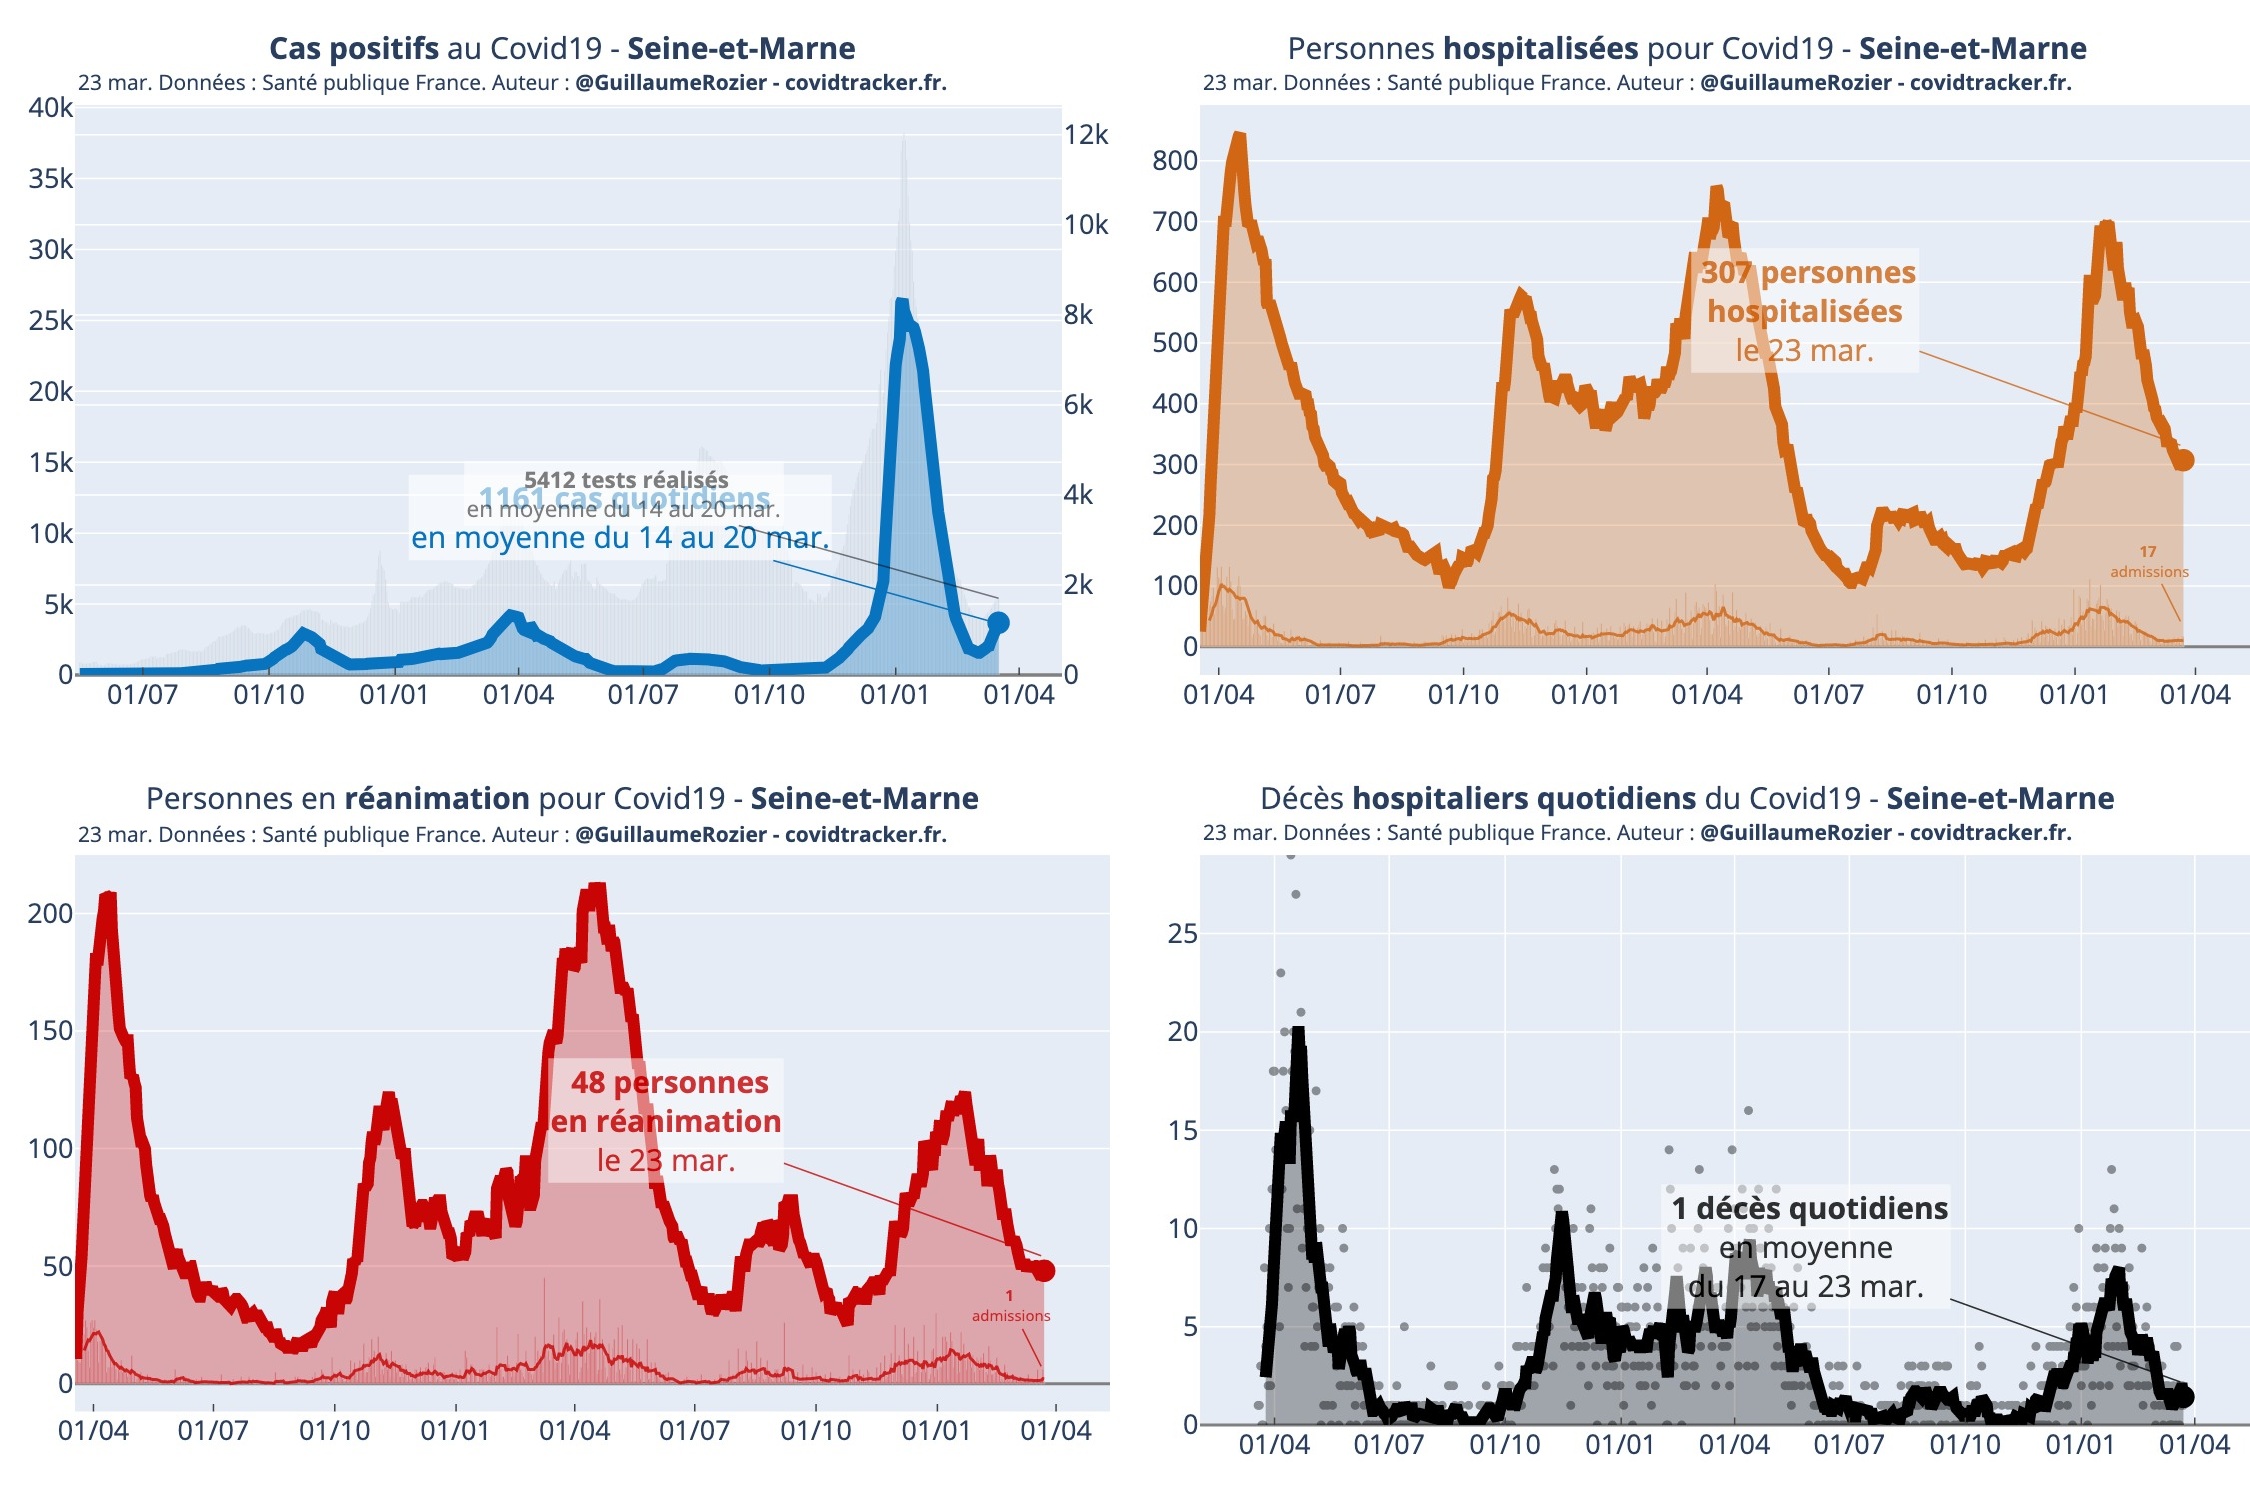 Cas positifs au Covid19 - Seine-et-Marne
23 mar. Données : Santé publique France. Auteur : @GuillaumeRozier - covidtracker.fr.
40k
35k
30k
25k
20k
15k
10k
5k
0
12k
10k
8k
6k
4k
2k
0
5412 tests réalisés
en moyenne du 14 au 20 mar.
1161 cas quotidiens
en moyenne du 14 au 20 mar.
01/07 01/10 01/01 01/04 01/07 01/10 01/01 01/04
Personnes hospitalisées pour Covid19 - Seine-et-Marne
23 mar. Données : Santé publique France. Auteur : @GuillaumeRozier - covidtracker.fr.
800
700
600
500
400
300
200
100
0
307 personnes
hospitalisées
le 23 mar.
17
admissions
01/04 01/07 01/10 01/01 01/04 01/07 01/10 01/01 01/04
Personnes en réanimation pour Covid19 - Seine-et-Marne
23 mar. Données : Santé publique France. Auteur : @GuillaumeRozier - covidtracker.fr.
200
150
100
50
0
48 personnes
en réanimation
le 23 mar.
1
admissions
01/04 01/07 01/10 01/01 01/04 01/07 01/10 01/01 01/04
Décès hospitaliers quotidiens du Covid19 - Seine-et-Marne
23 mar. Données : Santé publique France. Auteur : @GuillaumeRozier - covidtracker.fr.
25
20
15
10
5
0
1 décès quotidiens
en moyenne
du 17 au 23 mar.
01/04 01/07 01/10 01/01 01/04 01/07 01/10 01/01 01/04